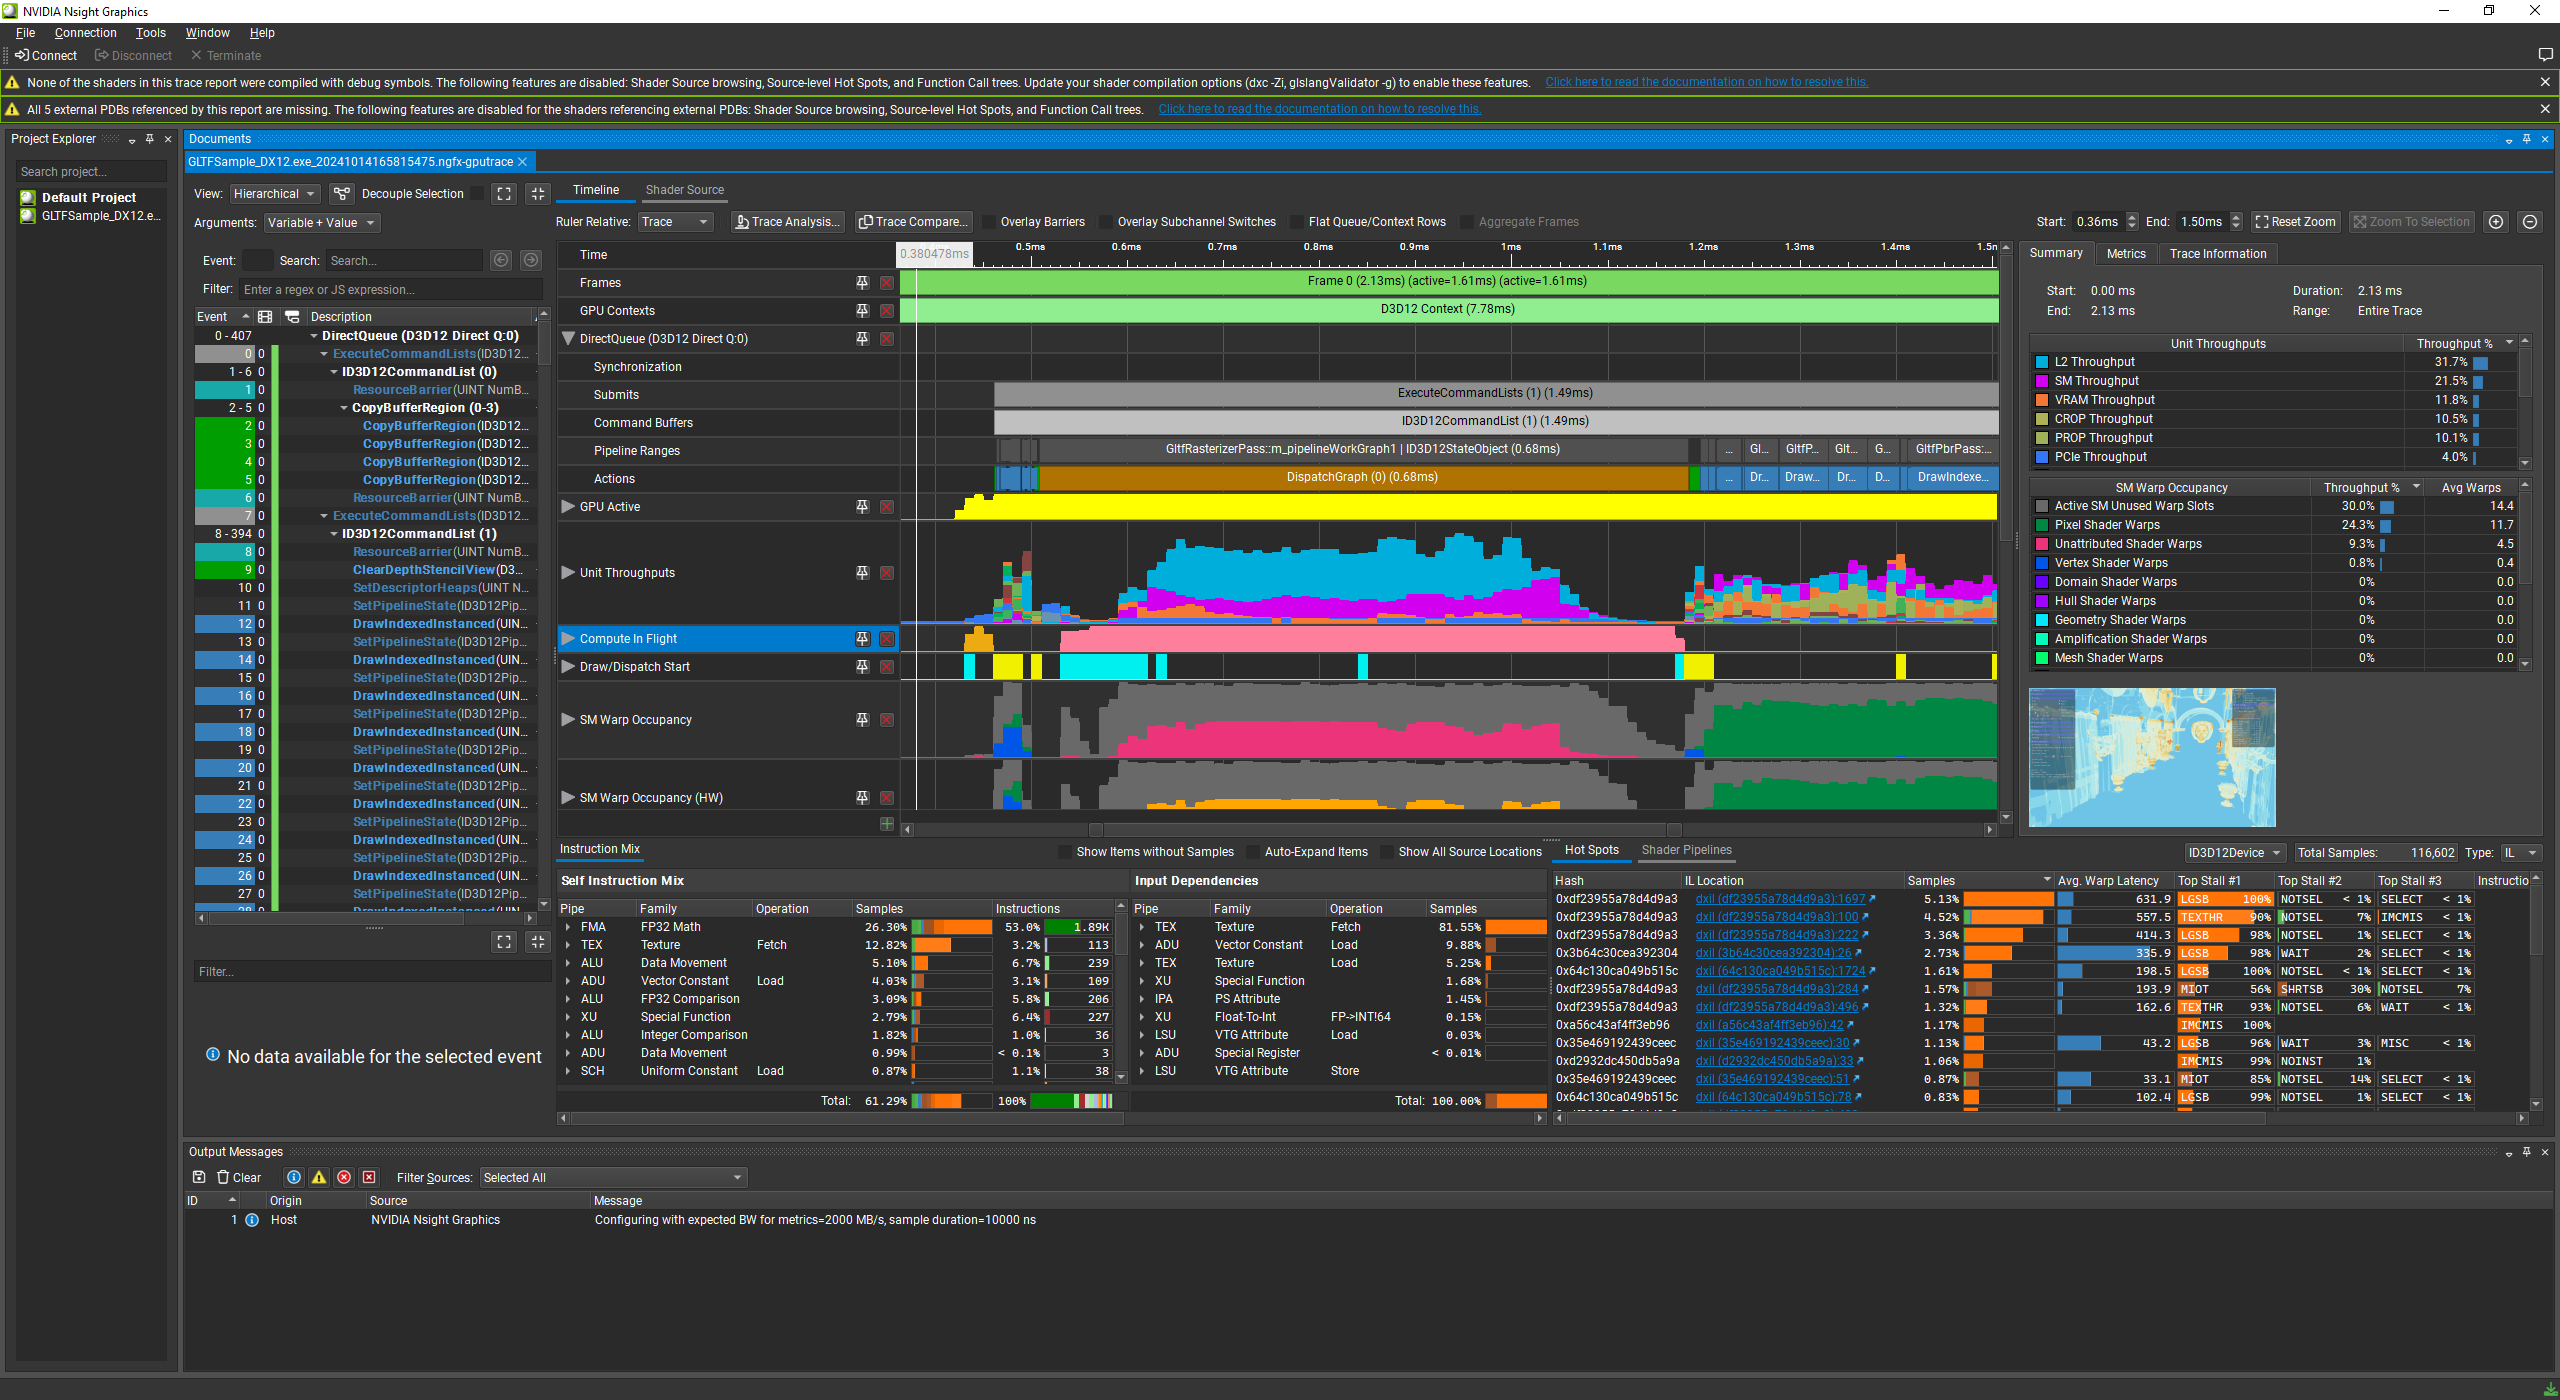 NVIDIA Nsight Graphics
File Connection Tools Window Help
Connect Disconnect Terminate
None of the shaders in this trace report were compiled with debug symbols. The following features are disabled: Shader Source browsing, Source-level Hot Spots, and Function Call trees. Update your shader compilation options (dxc -Zi, glslangValidator -g) to enable these features. Click here to read the documentation on how to resolve this.
All 5 external PDBs referenced by this report are missing. The following features are disabled for the shaders referencing external PDBs: Shader Source browsing, Source-level Hot Spots, and Function Call trees. Click here to read the documentation on how to resolve this.
Project Explorer
Search project...
Default Project
GLTFSample_DX12.e...
Documents
GLTFSample_DX12.exe_20241014165815475.ngfx-gputrace
View: Hierarchical Decouple Selection
Arguments: Variable + Value
Event: Search: Search...
Filter: Enter a regex or JS expression...
Event Description
0 - 407 DirectQueue (D3D12 Direct Q:0)
0 0 ExecuteCommandLists(ID3D12...
1 - 6 0 ID3D12CommandList (0)
1 0 ResourceBarrier(UINT NumB...
2 - 5 0 CopyBufferRegion (0-3)
2 0 CopyBufferRegion(ID3D12...
3 0 CopyBufferRegion(ID3D12...
4 0 CopyBufferRegion(ID3D12...
5 0 CopyBufferRegion(ID3D12...
6 0 ResourceBarrier(UINT NumB...
7 0 ExecuteCommandLists(ID3D12...
8 - 394 0 ID3D12CommandList (1)
8 0 ResourceBarrier(UINT NumB...
9 0 ClearDepthStencilView(D3...
10 0 SetDescriptorHeaps(UINT N...
11 0 SetPipelineState(ID3D12Pip...
12 0 DrawIndexedInstanced(UIN...
13 0 SetPipelineState(ID3D12Pip...
14 0 DrawIndexedInstanced(UIN...
15 0 SetPipelineState(ID3D12Pip...
16 0 DrawIndexedInstanced(UIN...
17 0 SetPipelineState(ID3D12Pip...
18 0 DrawIndexedInstanced(UIN...
19 0 SetPipelineState(ID3D12Pip...
20 0 DrawIndexedInstanced(UIN...
21 0 SetPipelineState(ID3D12Pip...
22 0 DrawIndexedInstanced(UIN...
23 0 SetPipelineState(ID3D12Pip...
24 0 DrawIndexedInstanced(UIN...
25 0 SetPipelineState(ID3D12Pip...
26 0 DrawIndexedInstanced(UIN...
27 0 SetPipelineState(ID3D12Pip...
Filter...
No data available for the selected event
Timeline Shader Source
Ruler Relative: Trace Trace Analysis... Trace Compare... Overlay Barriers Overlay Subchannel Switches Flat Queue/Context Rows Aggregate Frames
Start: 0.36ms End: 1.50ms Reset Zoom Zoom To Selection
Time 0.380478ms 0.5ms 0.6ms 0.7ms 0.8ms 0.9ms 1ms 1.1ms 1.2ms 1.3ms 1.4ms 1.5n
Frames Frame 0 (2.13ms) (active=1.61ms) (active=1.61ms)
GPU Contexts D3D12 Context (7.78ms)
DirectQueue (D3D12 Direct Q:0)
Synchronization
Submits ExecuteCommandLists (1) (1.49ms)
Command Buffers ID3D12CommandList (1) (1.49ms)
Pipeline Ranges GltfRasterizerPass::m_pipelineWorkGraph1 | ID3D12StateObject (0.68ms) ... Gl... GltfP... Glt... G... GltfPbrPass:...
Actions DispatchGraph (0) (0.68ms) ... Dr... Draw... Dr... D... DrawIndexe...
GPU Active
Unit Throughputs
Compute In Flight
Draw/Dispatch Start
SM Warp Occupancy
SM Warp Occupancy (HW)
Summary Metrics Trace Information
Start: 0.00 ms Duration: 2.13 ms
End: 2.13 ms Range: Entire Trace
Unit Throughputs Throughput %
L2 Throughput 31.7%
SM Throughput 21.5%
VRAM Throughput 11.8%
CROP Throughput 10.5%
PROP Throughput 10.1%
PCIe Throughput 4.0%
SM Warp Occupancy Throughput % Avg Warps
Active SM Unused Warp Slots 30.0% 14.4
Pixel Shader Warps 24.3% 11.7
Unattributed Shader Warps 9.3% 4.5
Vertex Shader Warps 0.8% 0.4
Domain Shader Warps 0% 0.0
Hull Shader Warps 0% 0.0
Geometry Shader Warps 0% 0.0
Amplification Shader Warps 0% 0.0
Mesh Shader Warps 0% 0.0
Instruction Mix Show Items without Samples Auto-Expand Items Show All Source Locations
Self Instruction Mix
Pipe Family Operation Samples Instructions
FMA FP32 Math 26.30% 53.0% 1.89K
TEX Texture Fetch 12.82% 3.2% 113
ALU Data Movement 5.10% 6.7% 239
ADU Vector Constant Load 4.03% 3.1% 109
ALU FP32 Comparison 3.09% 5.8% 206
XU Special Function 2.79% 6.4% 227
ALU Integer Comparison 1.82% 1.0% 36
ADU Data Movement 0.99% < 0.1% 3
SCH Uniform Constant Load 0.87% 1.1% 38
Total: 61.29% 100%
Input Dependencies
Pipe Family Operation Samples
TEX Texture Fetch 81.55%
ADU Vector Constant Load 9.88%
TEX Texture Load 5.25%
XU Special Function 1.68%
IPA PS Attribute 1.45%
XU Float-To-Int FP->INT!64 0.15%
LSU VTG Attribute Load 0.03%
ADU Special Register < 0.01%
LSU VTG Attribute Store
Total: 100.00%
Hot Spots Shader Pipelines ID3D12Device Total Samples: 116,602 Type: IL
Hash IL Location Samples Avg. Warp Latency Top Stall #1 Top Stall #2 Top Stall #3 Instructio
0xdf23955a78d4d9a3 dxil (df23955a78d4d9a3):1697 5.13% 631.9 LGSB 100% NOTSEL < 1% SELECT < 1%
0xdf23955a78d4d9a3 dxil (df23955a78d4d9a3):100 4.52% 557.5 TEXTHR 90% NOTSEL 7% IMCMIS < 1%
0xdf23955a78d4d9a3 dxil (df23955a78d4d9a3):222 3.36% 414.3 LGSB 98% NOTSEL 1% SELECT < 1%
0x3b64c30cea392304 dxil (3b64c30cea392304):26 2.73% 335.9 LGSB 98% WAIT 2% SELECT < 1%
0x64c130ca049b515c dxil (64c130ca049b515c):1724 1.61% 198.5 LGSB 100% NOTSEL < 1% SELECT < 1%
0xdf23955a78d4d9a3 dxil (df23955a78d4d9a3):284 1.57% 193.9 MIOT 56% SHRTSB 30% NOTSEL 7%
0xdf23955a78d4d9a3 dxil (df23955a78d4d9a3):496 1.32% 162.6 TEXTHR 93% NOTSEL 6% WAIT < 1%
0xa56c43af4ff3eb96 dxil (a56c43af4ff3eb96):42 1.17% IMCMIS 100%
0x35e469192439ceec dxil (35e469192439ceec):30 1.13% 43.2 LGSB 96% WAIT 3% MISC < 1%
0xd2932dc450db5a9a dxil (d2932dc450db5a9a):33 1.06% IMCMIS 99% NOINST 1%
0x35e469192439ceec dxil (35e469192439ceec):51 0.87% 33.1 MIOT 85% NOTSEL 14% SELECT < 1%
0x64c130ca049b515c dxil (64c130ca049b515c):78 0.83% 102.4 LGSB 99% NOTSEL 1% SELECT < 1%
Output Messages
Clear Filter Sources: Selected All
ID Origin Source Message
1 Host NVIDIA Nsight Graphics Configuring with expected BW for metrics=2000 MB/s, sample duration=10000 ns